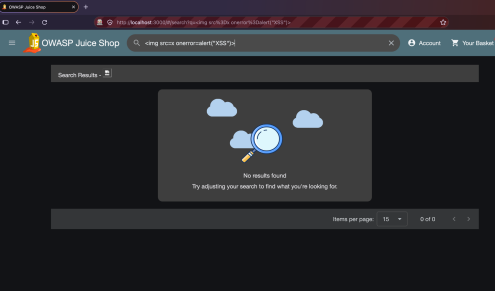 OWASP Juice Shop
http://localhost:3000/#/search?q=<img src%3Ds onerror%3Dalert("XSS")>
OWASP Juice Shop
<img src=s onerror=alert("XSS")>
Account
Your Basket
Search Results -
No results found
Try adjusting your search to find what you're looking for.
Items per page: 15
0 of 0